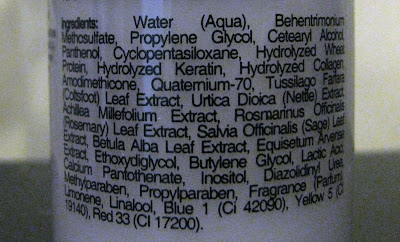 Ingredients: Water (Aqua), Behentrimonium
Methosulfate, Propylene Glycol, Cetearyl Alcohol,
Panthenol, Cyclopentasiloxane, Hydrolyzed Wheat
Protein, Hydrolyzed Keratin, Hydrolyzed Collagen,
Amodimethicone, Quaternium-70, Tussilago Farfara
(Coltsfoot) Leaf Extract, Urtica Dioica (Nettle) Extract,
Achillea Millefolium Extract, Rosmarinus Officinalis
(Rosemary) Leaf Extract, Salvia Officinalis (Sage) Leaf
Extract, Betula Alba Leaf Extract, Equisetum Arvense
Extract, Ethoxydiglycol, Butylene Glycol, Lactic Acid,
Calcium Pantothenate, Inositol, Diazolidinyl Urea,
Methylparaben, Propylparaben, Fragrance (Parfum),
Limonene, Linalool, Blue 1 (CI 42090), Yellow 5 (CI
19140), Red 33 (CI 17200).